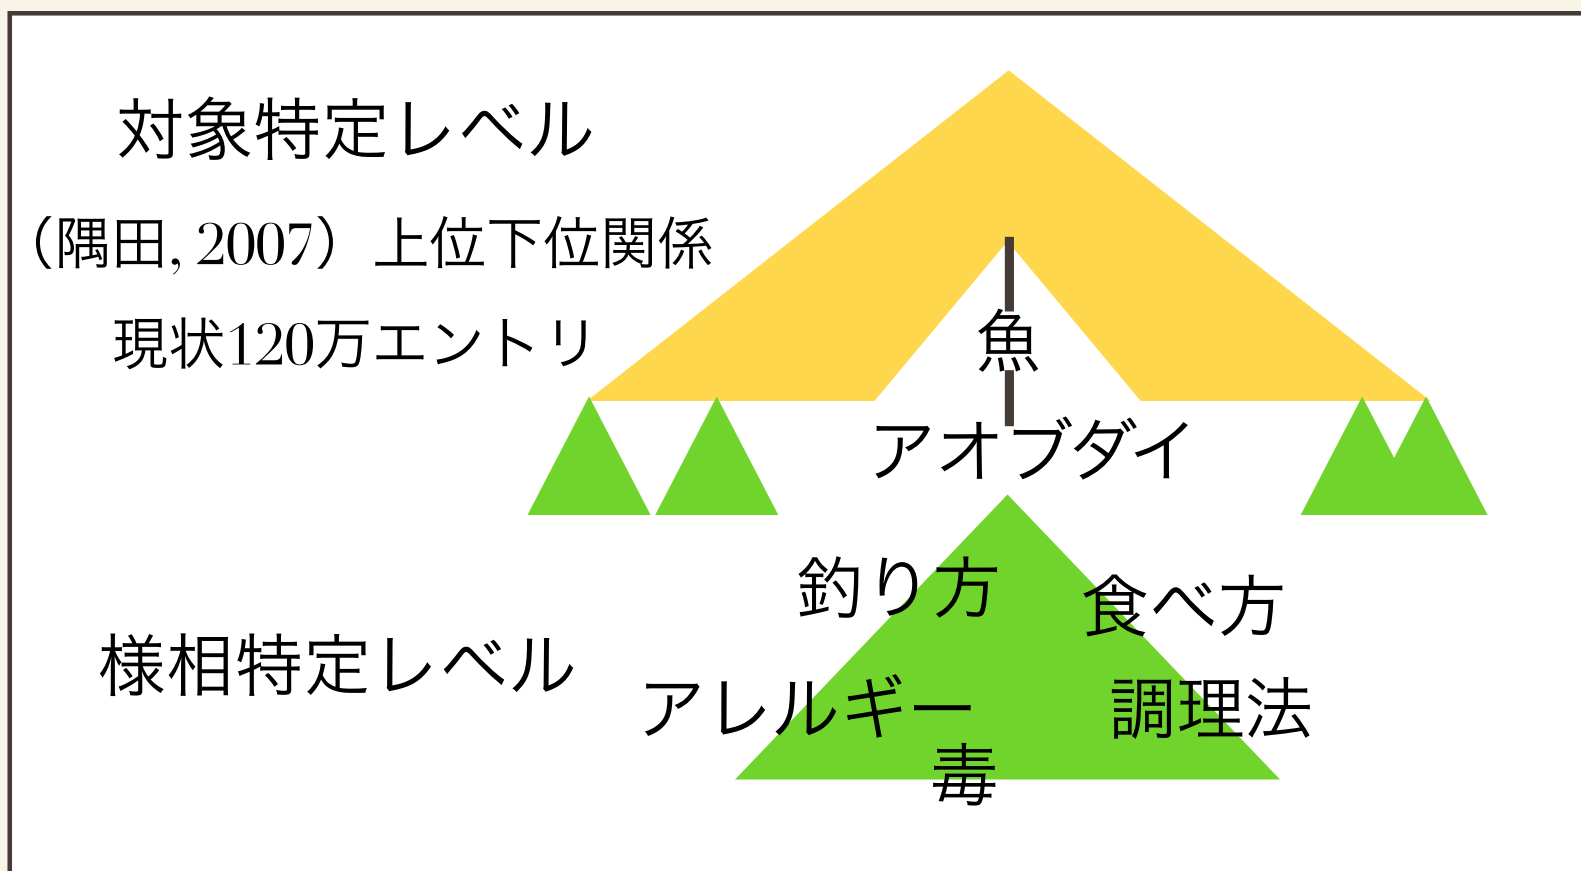 対象特定レベル
（隅田, 2007）上位下位関係
現状120万エントリ
魚
アオブダイ
釣り方
食べ方
様相特定レベル
アレルギー
調理法
毒